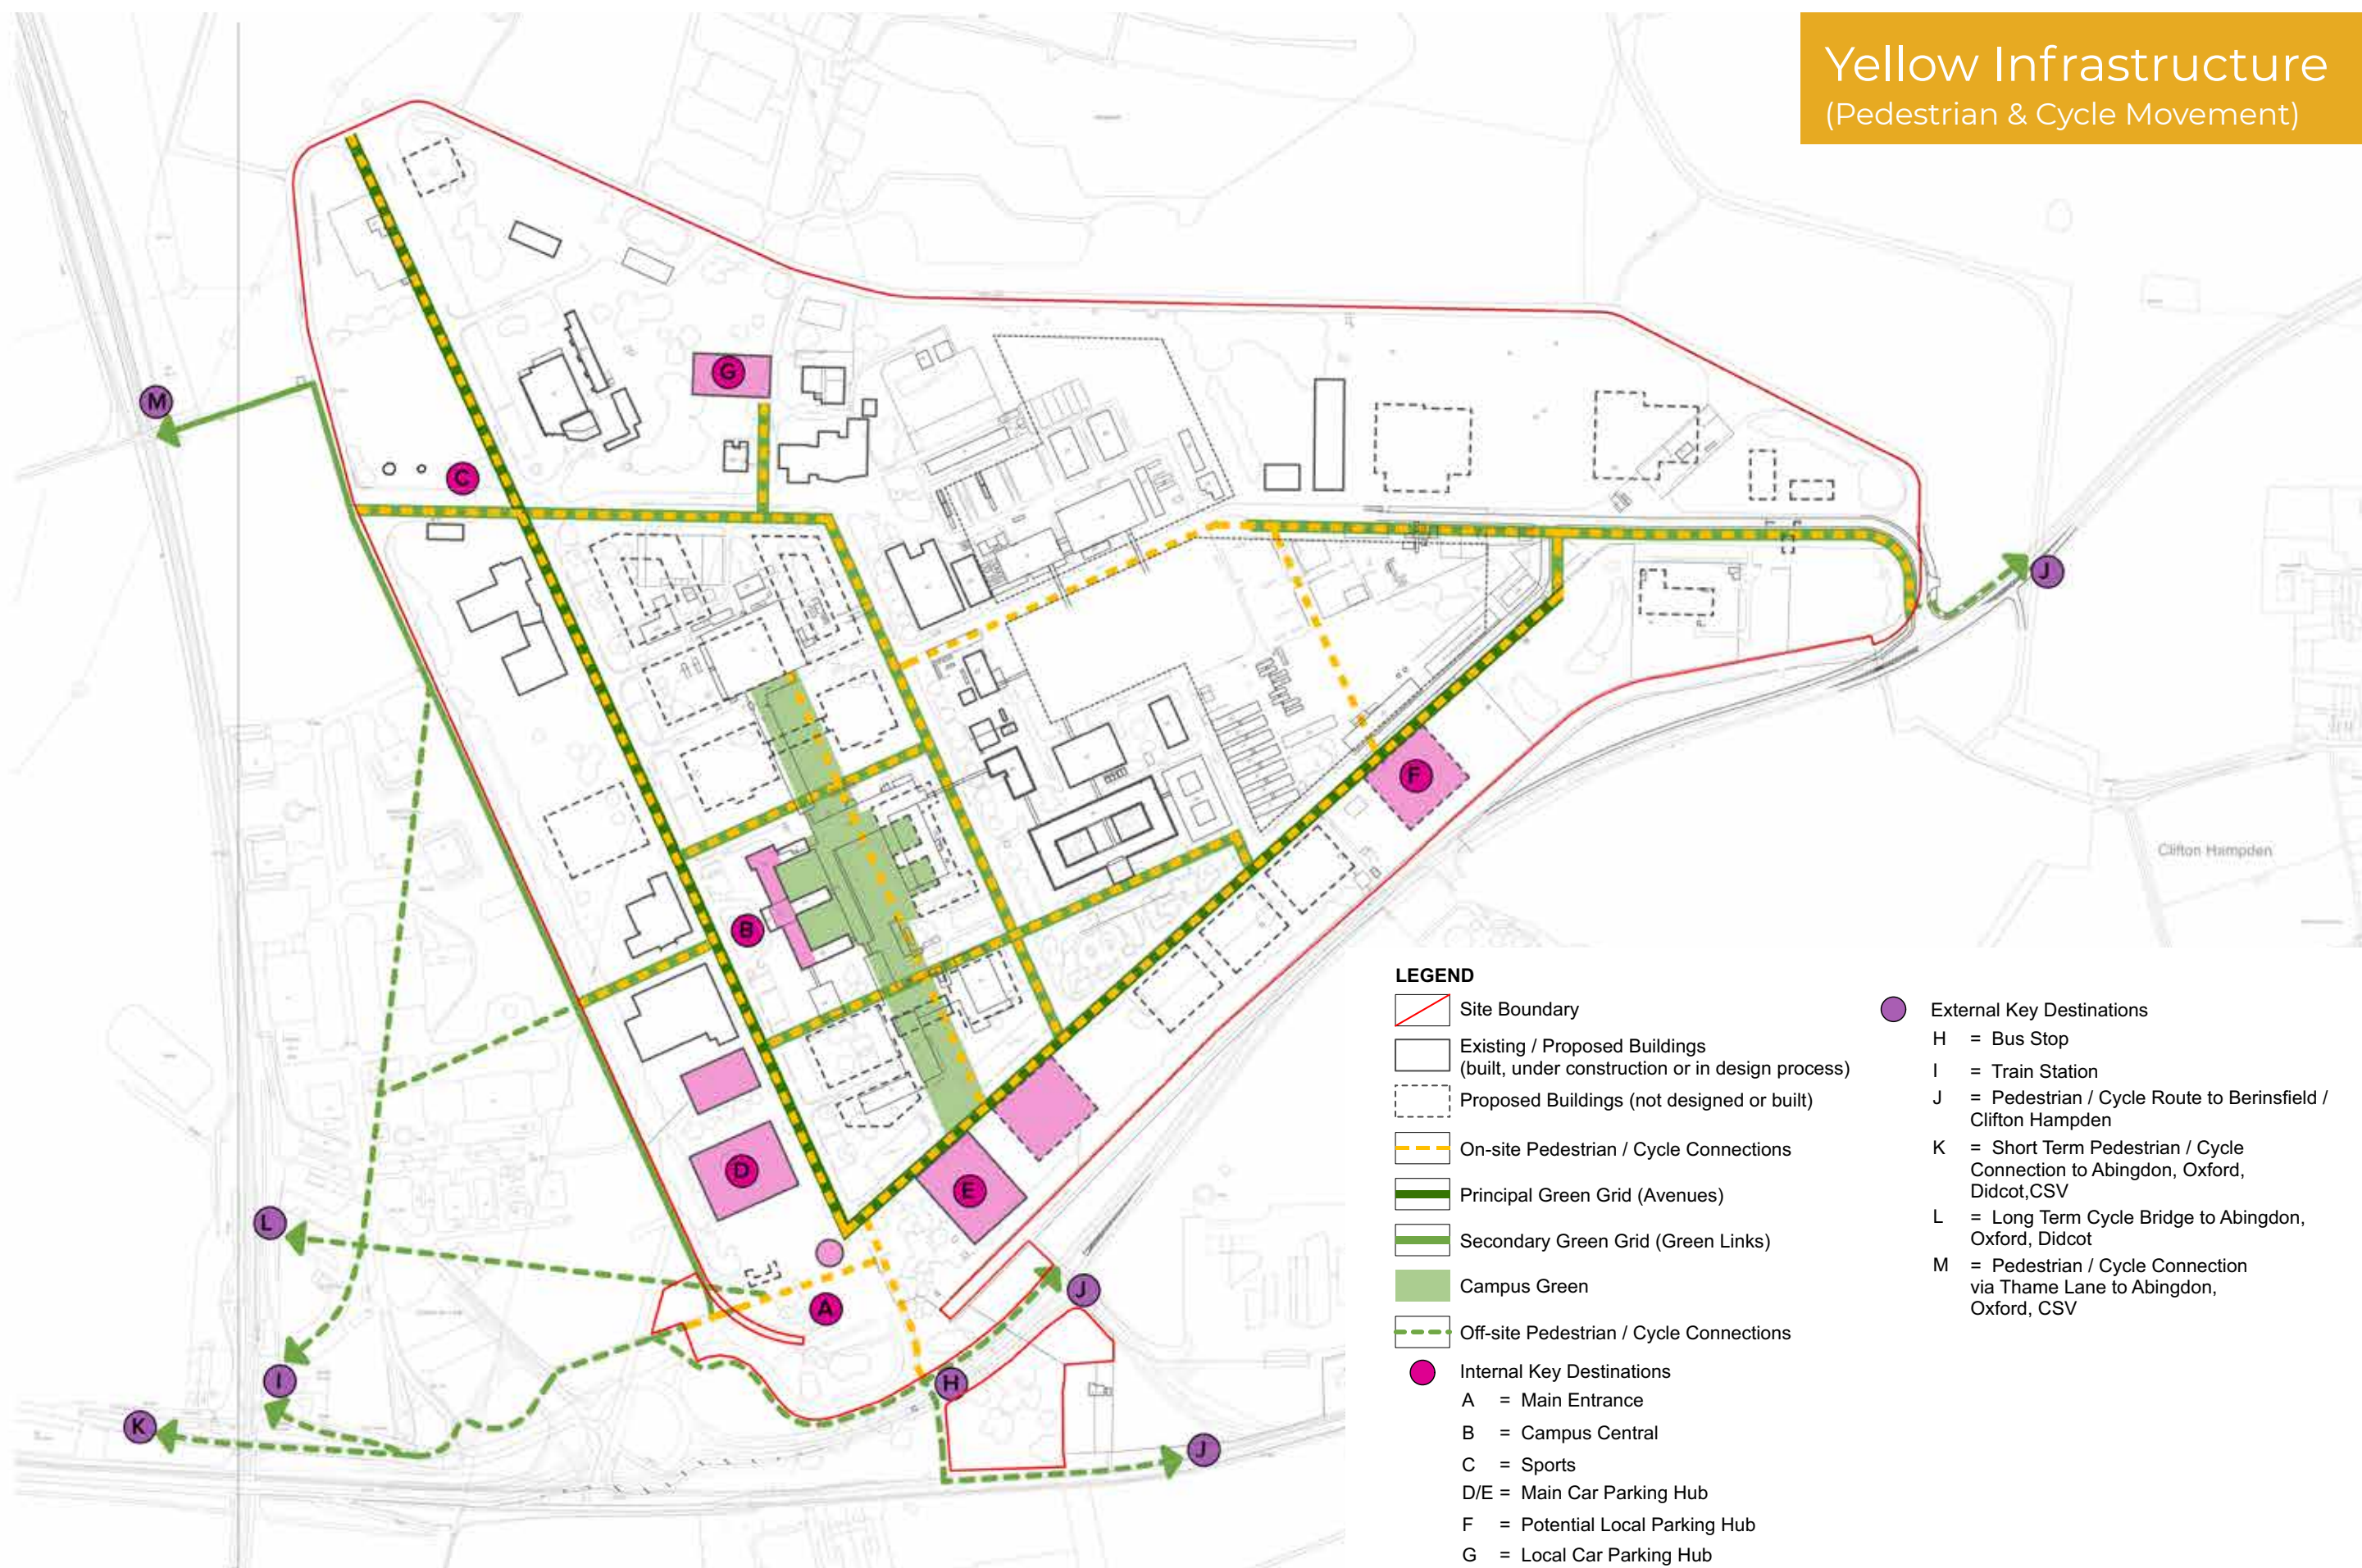 Yellow Infrastructure
(Pedestrian & Cycle Movement)
G
M
C
J
F
B
Clifton Hampden
D
E
L
A
J
H
I
K
J
LEGEND
Site Boundary
Existing / Proposed Buildings
(built, under construction or in design process)
Proposed Buildings (not designed or built)
On-site Pedestrian / Cycle Connections
Principal Green Grid (Avenues)
Secondary Green Grid (Green Links)
Campus Green
Off-site Pedestrian / Cycle Connections
Internal Key Destinations
A = Main Entrance
B = Campus Central
C = Sports
D/E = Main Car Parking Hub
F = Potential Local Parking Hub
G = Local Car Parking Hub
External Key Destinations
H = Bus Stop
I = Train Station
J = Pedestrian / Cycle Route to Berinsfield /
Clifton Hampden
K = Short Term Pedestrian / Cycle
Connection to Abingdon, Oxford,
Didcot,CSV
L = Long Term Cycle Bridge to Abingdon,
Oxford, Didcot
M = Pedestrian / Cycle Connection
via Thame Lane to Abingdon,
Oxford, CSV